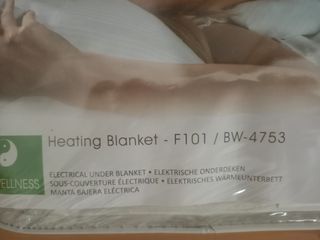 Heating Blanket - F101 / BW-4753
WELLNESS
ELECTRICAL UNDER BLANKET • ELEKTRISCHE ONDERDEKEN
SOUS-COUVERTURE ÉLECTRIQUE • ELEKTRISCHES WÄRMEUNTERBETT
MANTA BAJERA ELÉCTRICA